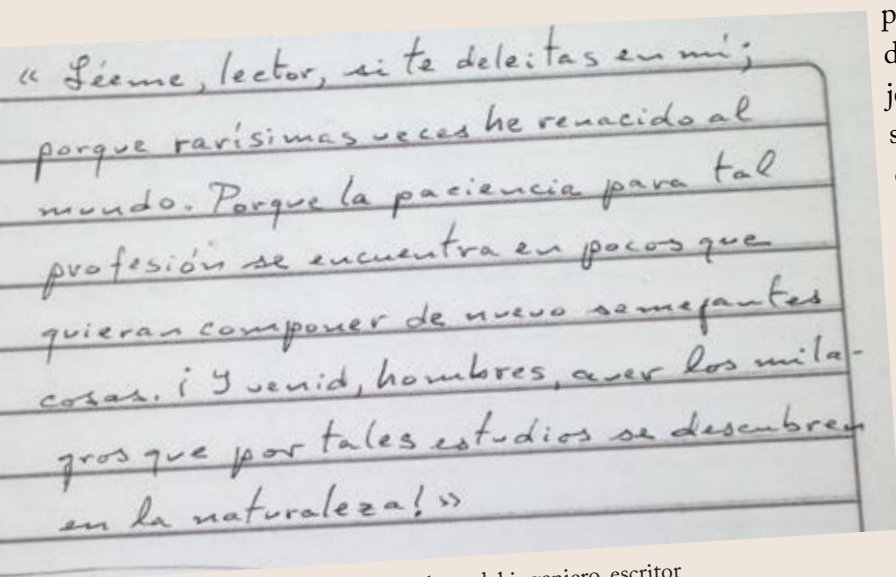 « Léeme, lector, si te deleitas en mí;
porque rarísimas veces he renacido al
mundo. Porque la paciencia para tal
profesión se encuentra en pocos que
quieran componer de nuevo semejantes
cosas. ¡Y venid, hombres, a ver los mila-
gros que por tales estudios se descubren
en la naturaleza!»
escritor